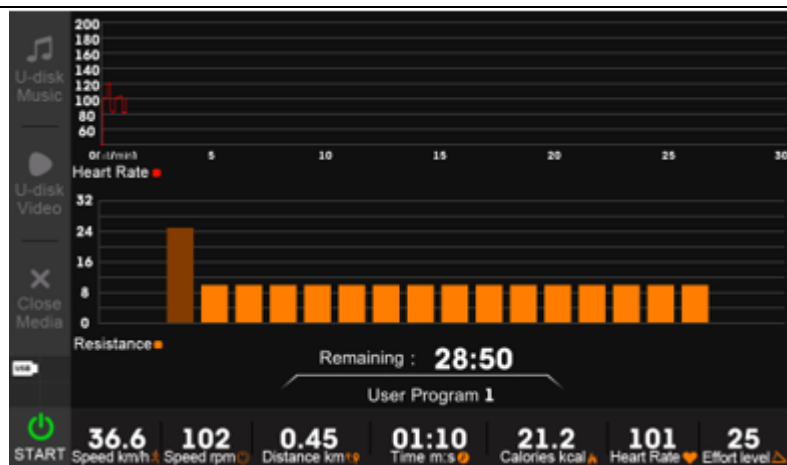 U-disk
Music
U-disk
Video
Close
Media
USB
START
200
180
160
140
120
100
80
60
5 10 15 20 25 30
Heart Rate
32
24
16
8
0
Resistance
Remaining : 28:50
User Program 1
36.6 102 0.45 01:10 21.2 101 25
Speed km/h Speed rpm Distance km Time m:s Calories kcal Heart Rate Effort level